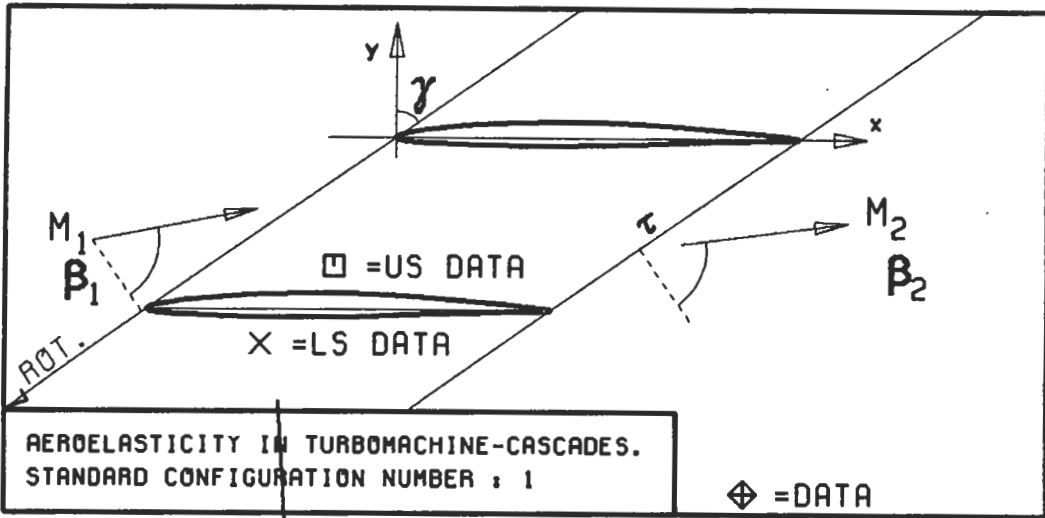 y
γ
x
M1
β1
τ
M2
β2
=US DATA
=LS DATA
ROT.
AEROELASTICITY IN TURBOMACHINE-CASCADES.
STANDARD CONFIGURATION NUMBER : 1
=DATA